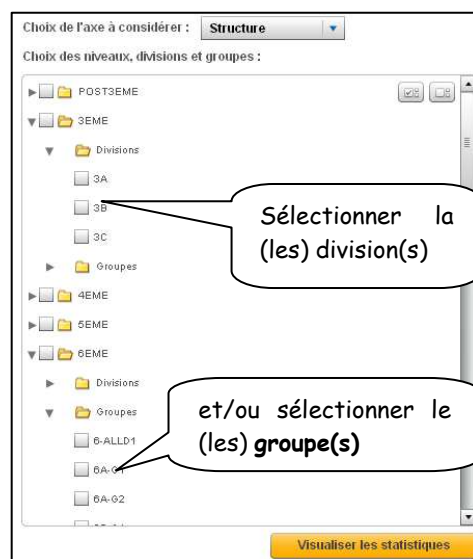 Choix de l'axe à considérer : Structure
Choix des niveaux, divisions et groupes :
POST3EME
3EME
Divisions
3A
3B
3C
Sélectionner la
(les) division(s)
Groupes
4EME
5EME
6EME
Divisions
Groupes
et/ou sélectionner le
(les) groupe(s)
6-ALLD1
6A-G1
6A-G2
Visualiser les statistiques